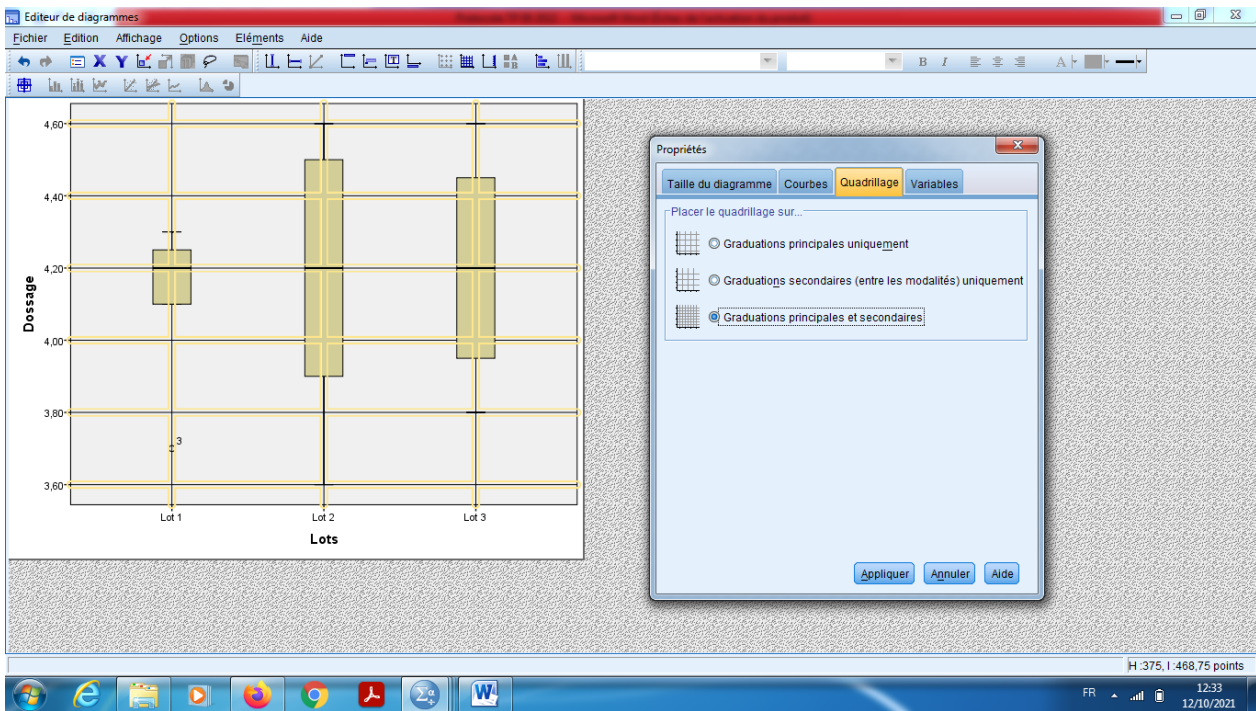 Editeur de diagrammes
Fichier Edition Affichage Options Eléments Aide
X Y
A B
B I
A
4,60
4,40
4,20
4,00
3,80
3,60
Dossage
3
Lot 1 Lot 2 Lot 3
Lots
Propriétés
Taille du diagramme Courbes Quadrillage Variables
Placer le quadrillage sur...
Graduations principales uniquement
Graduations secondaires (entre les modalités) uniquement
Graduations principales et secondaires
Appliquer Annuler Aide
H :375, l :468,75 points
W
FR
12:33
12/10/2021